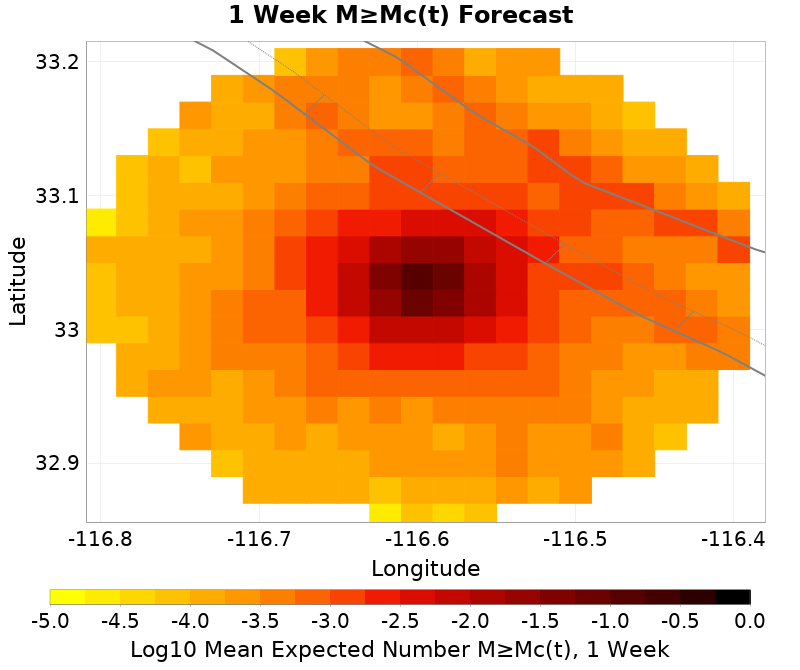 1 Week M≥Mc(t) Forecast
33.2
33.1
33
32.9
Latitude
-116.8 -116.7 -116.6 -116.5 -116.4
Longitude
-5.0 -4.5 -4.0 -3.5 -3.0 -2.5 -2.0 -1.5 -1.0 -0.5 0.0
Log10 Mean Expected Number M≥Mc(t), 1 Week